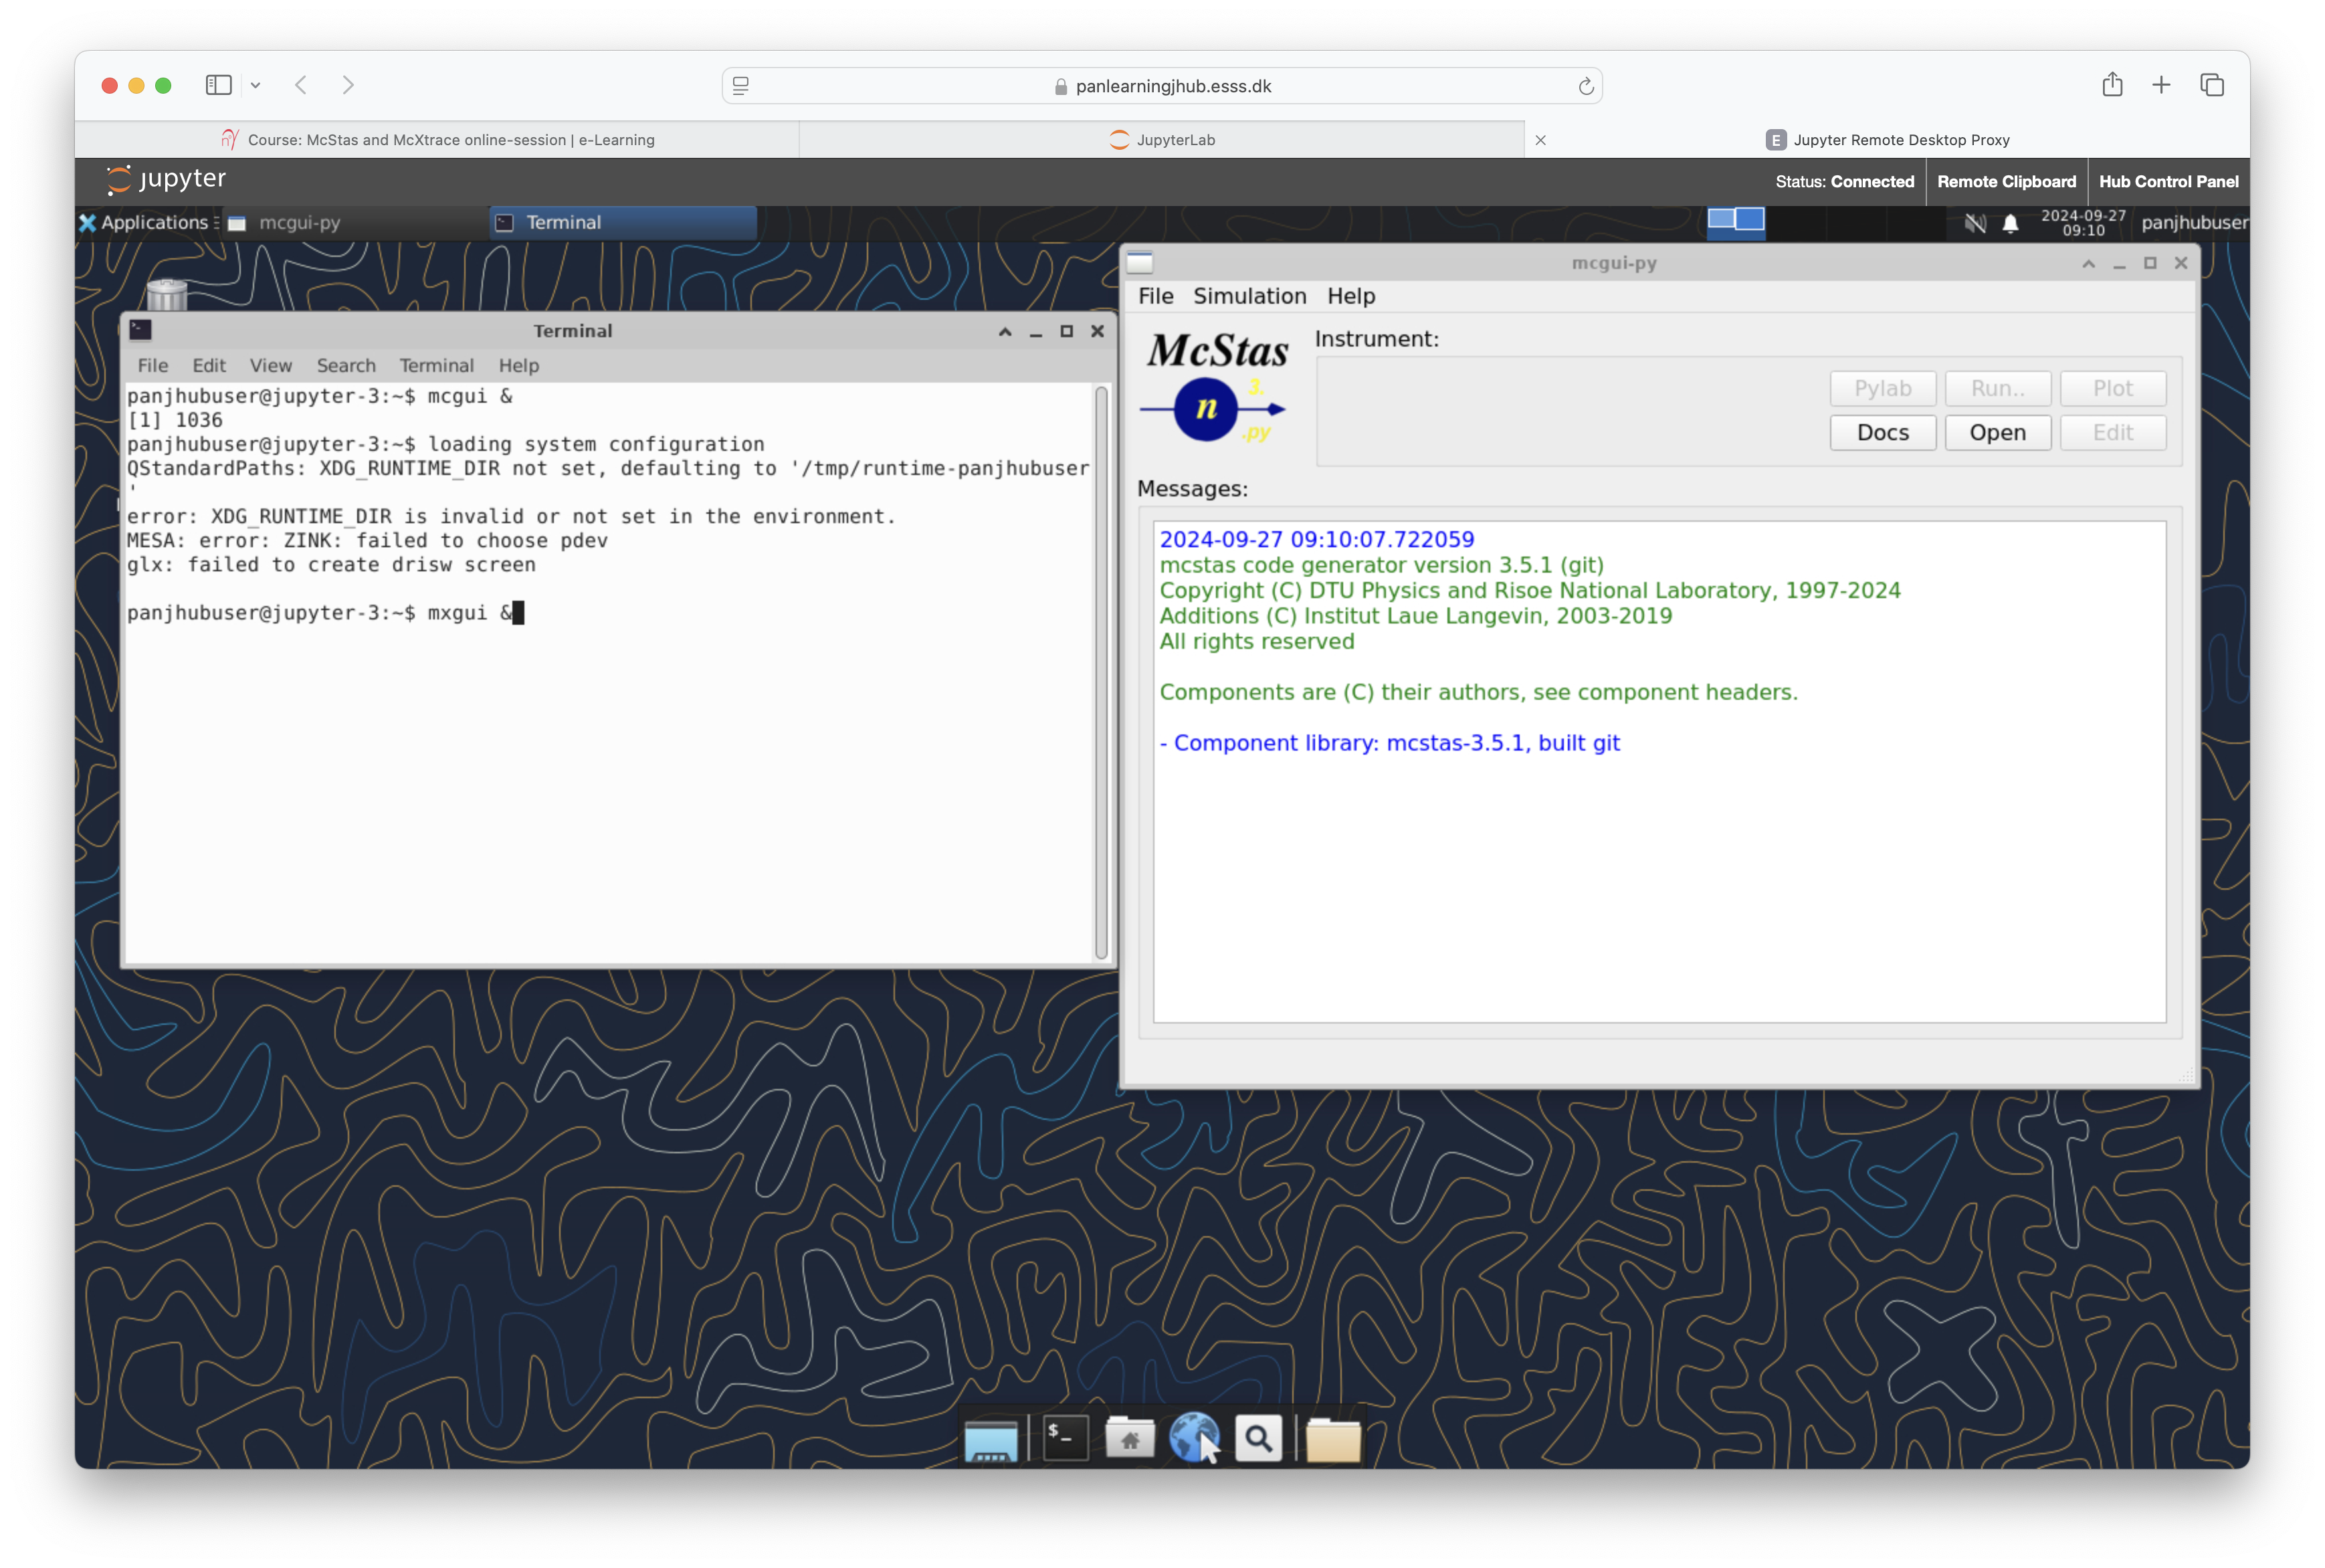 panlearningjhub.esss.dk
Course: McStas and McXtrace online-session | e-Learning
JupyterLab
E Jupyter Remote Desktop Proxy
jupyter
Status: Connected
Remote Clipboard
Hub Control Panel
Applications
mcgui-py
Terminal
2024-09-27
09:10
panjhubuser
Terminal
File Edit View Search Terminal Help
panjhubuser@jupyter-3:~$ mcgui &
[1] 1036
panjhubuser@jupyter-3:~$ loading system configuration
QStandardPaths: XDG_RUNTIME_DIR not set, defaulting to '/tmp/runtime-panjhubuser
'
error: XDG_RUNTIME_DIR is invalid or not set in the environment.
MESA: error: ZINK: failed to choose pdev
glx: failed to create drisw screen
panjhubuser@jupyter-3:~$ mxgui &
mcgui-py
File Simulation Help
McStas
3.
n
.py
Instrument:
Pylab Run.. Plot
Docs Open Edit
Messages:
2024-09-27 09:10:07.722059
mcstas code generator version 3.5.1 (git)
Copyright (C) DTU Physics and Risoe National Laboratory, 1997-2024
Additions (C) Institut Laue Langevin, 2003-2019
All rights reserved
Components are (C) their authors, see component headers.
- Component library: mcstas-3.5.1, built git
$_